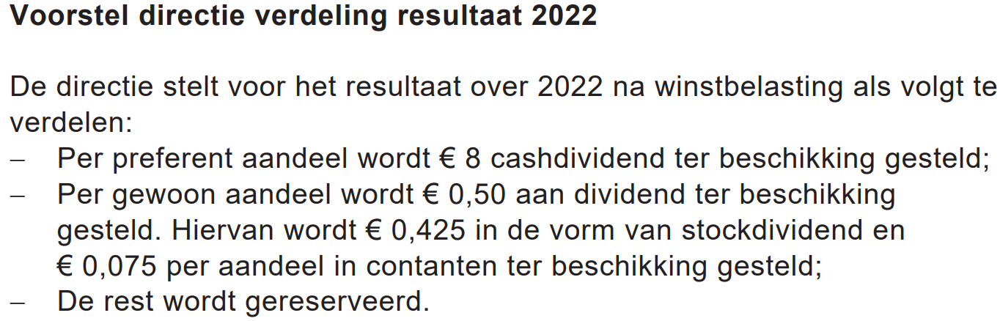 Voorstel directie verdeling resultaat 2022
De directie stelt voor het resultaat over 2022 na winstbelasting als volgt te
verdelen:
– Per preferent aandeel wordt € 8 cashdividend ter beschikking gesteld;
– Per gewoon aandeel wordt € 0,50 aan dividend ter beschikking
gesteld. Hiervan wordt € 0,425 in de vorm van stockdividend en
€ 0,075 per aandeel in contanten ter beschikking gesteld;
– De rest wordt gereserveerd.